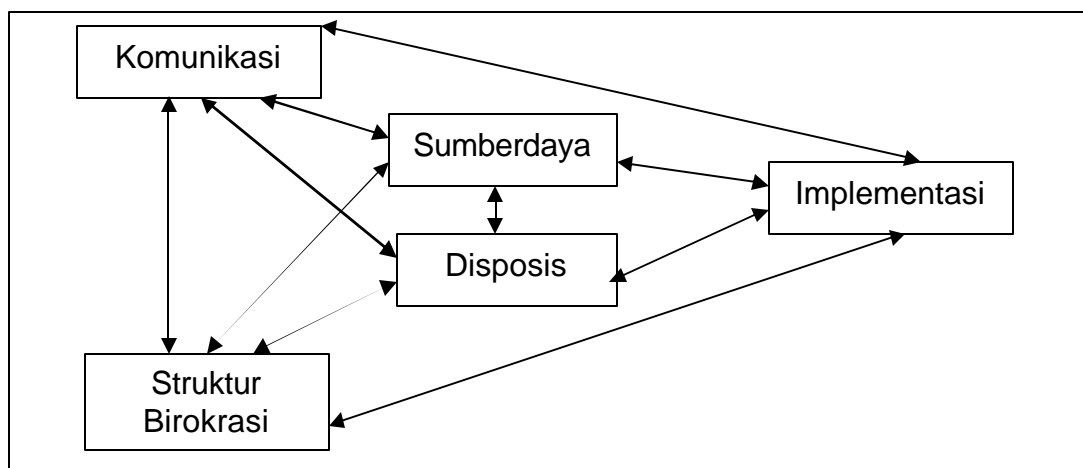 Komunikasi
Sumberdaya
Implementasi
Disposis
Struktur
Birokrasi